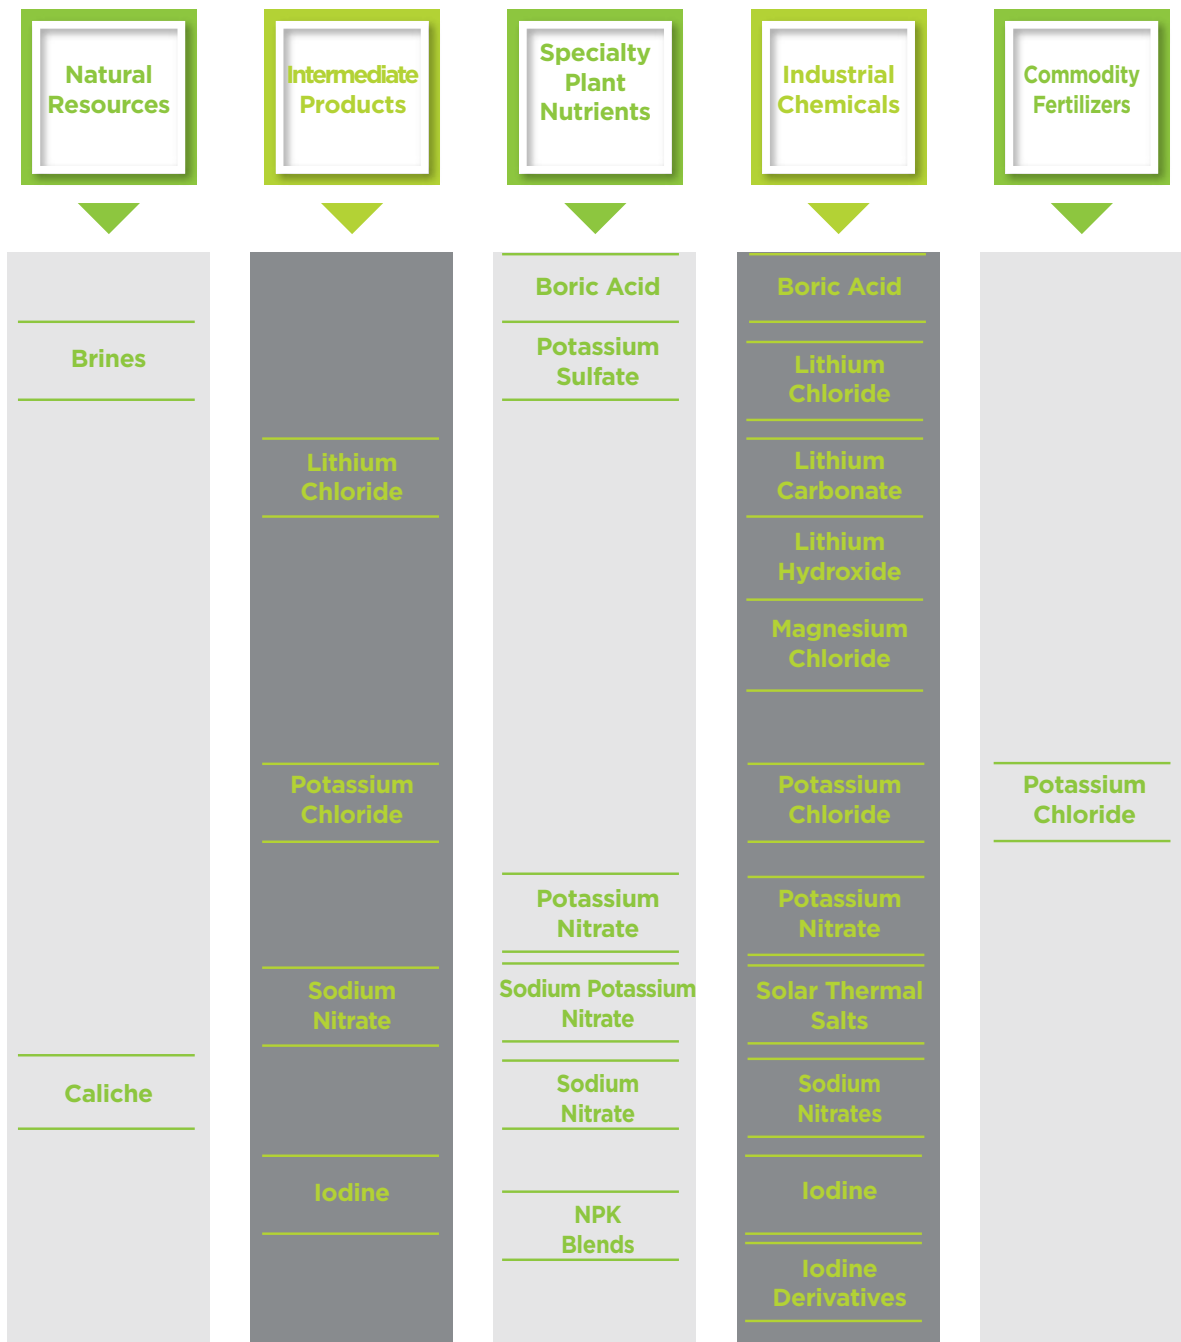 Natural
Resources
Intermediate
Products
Specialty
Plant
Nutrients
Industrial
Chemicals
Commodity
Fertilizers
Brines
Caliche
Lithium
Chloride
Potassium
Chloride
Sodium
Nitrate
Iodine
Boric Acid
Potassium
Sulfate
Potassium
Nitrate
Sodium Potassium
Nitrate
Sodium
Nitrate
NPK
Blends
Boric Acid
Lithium
Chloride
Lithium
Carbonate
Lithium
Hydroxide
Magnesium
Chloride
Potassium
Chloride
Potassium
Nitrate
Solar Thermal
Salts
Sodium
Nitrates
Iodine
Iodine
Derivatives
Potassium
Chloride